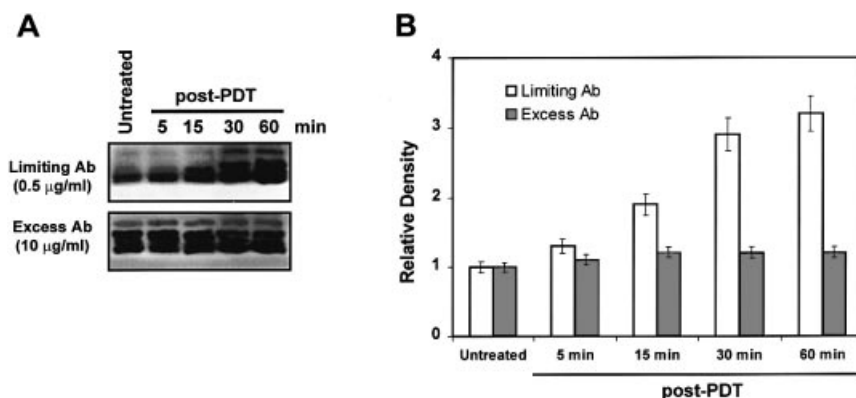 A
Untreated
post-PDT
5 15 30 60 min
Limiting Ab
(0.5 μg/ml)
Excess Ab
(10 μg/ml)
B
Relative Density
4
3
2
1
0
Limiting Ab
Excess Ab
Untreated 5 min 15 min 30 min 60 min
post-PDT